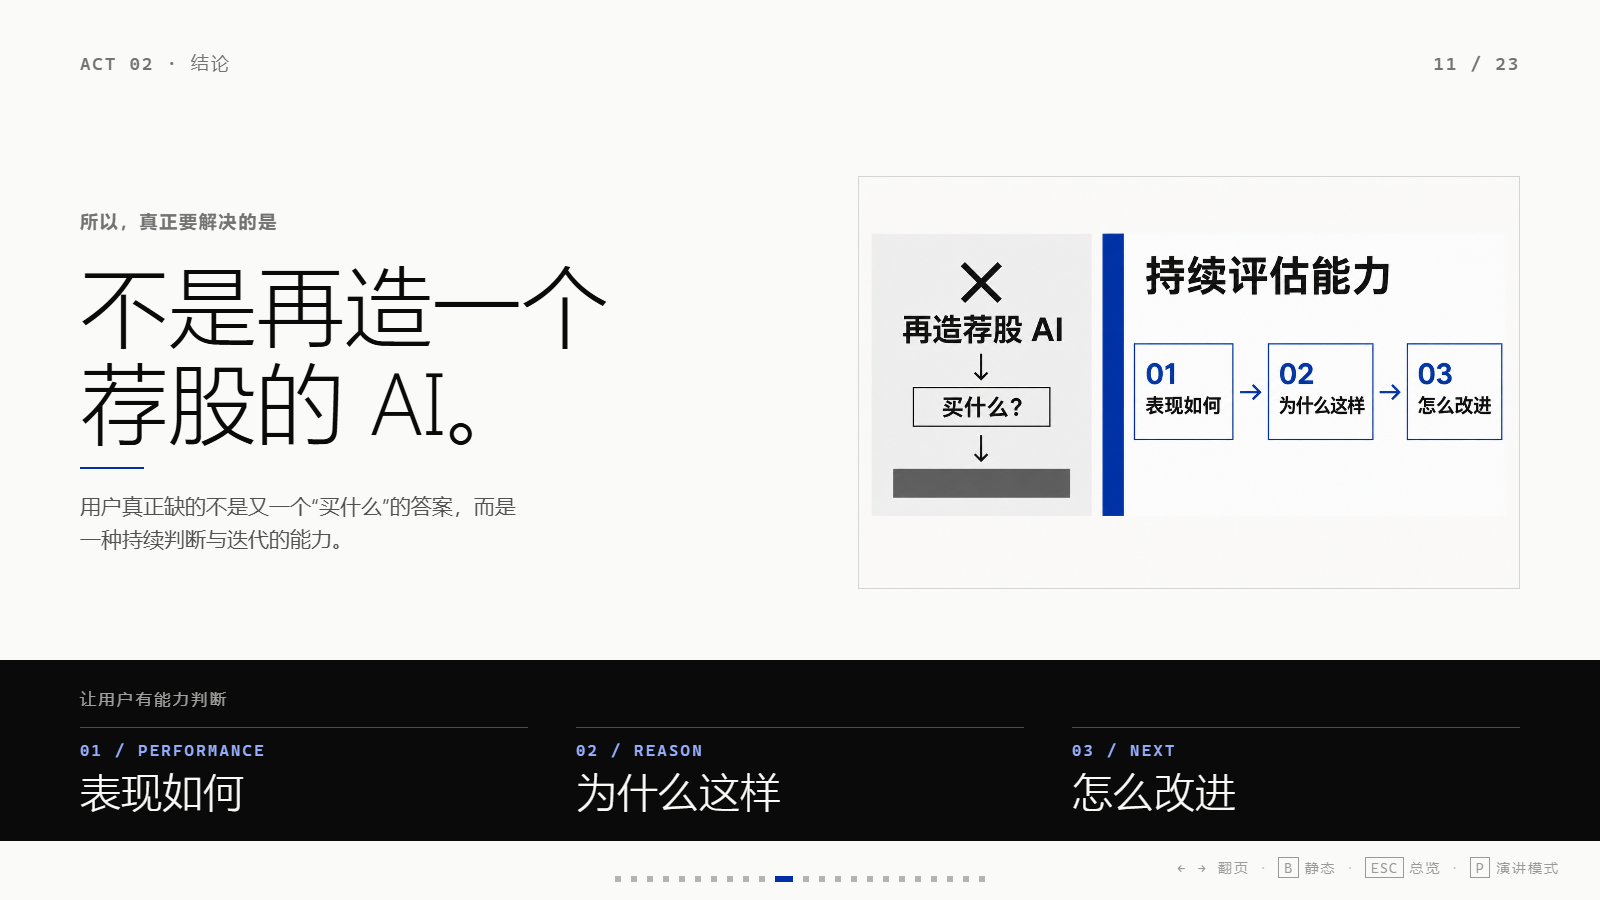 ACT 02 · 结论
11 / 23
所以，真正要解决的是
不是再造一个
荐股的 AI。
用户真正缺的不是又一个“买什么”的答案，而是
一种持续判断与迭代的能力。
再造荐股 AI
买什么?
持续评估能力
01
表现如何
02
为什么这样
03
怎么改进
让用户有能力判断
01 / PERFORMANCE
表现如何
02 / REASON
为什么这样
03 / NEXT
怎么改进
← → 翻页 · B 静态 · ESC 总览 · P 演讲模式